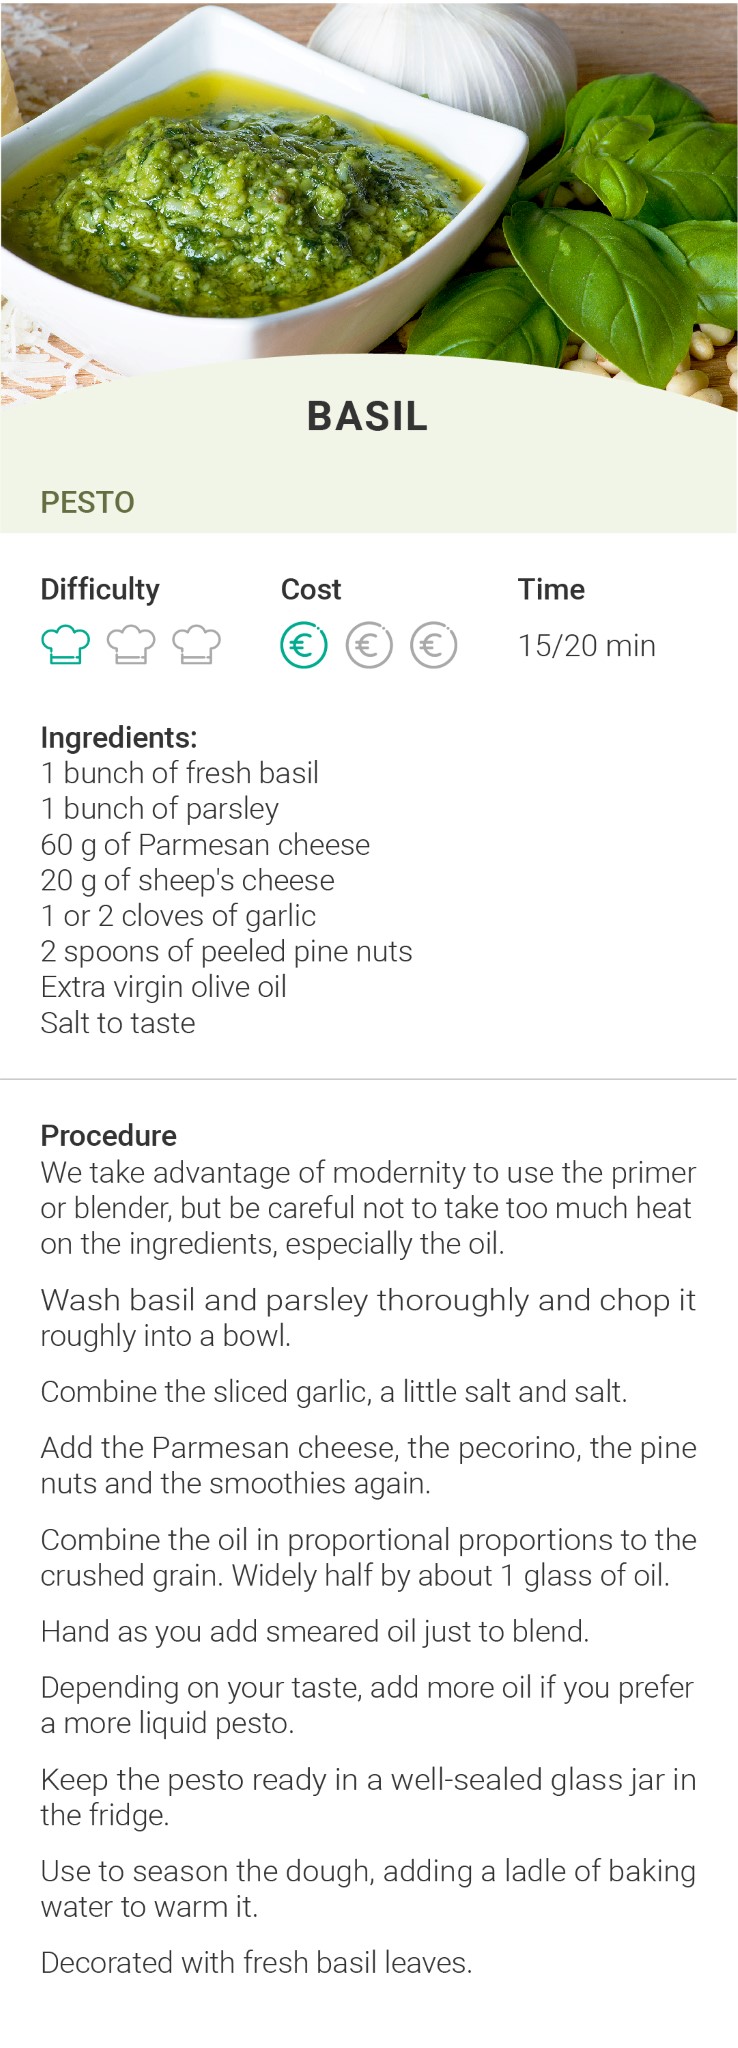 BASIL
PESTO
Difficulty
Cost
Time
€ € €
15/20 min
Ingredients:
1 bunch of fresh basil
1 bunch of parsley
60 g of Parmesan cheese
20 g of sheep's cheese
1 or 2 cloves of garlic
2 spoons of peeled pine nuts
Extra virgin olive oil
Salt to taste
Procedure
We take advantage of modernity to use the primer
or blender, but be careful not to take too much heat
on the ingredients, especially the oil.
Wash basil and parsley thoroughly and chop it
roughly into a bowl.
Combine the sliced garlic, a little salt and salt.
Add the Parmesan cheese, the pecorino, the pine
nuts and the smoothies again.
Combine the oil in proportional proportions to the
crushed grain. Widely half by about 1 glass of oil.
Hand as you add smeared oil just to blend.
Depending on your taste, add more oil if you prefer
a more liquid pesto.
Keep the pesto ready in a well-sealed glass jar in
the fridge.
Use to season the dough, adding a ladle of baking
water to warm it.
Decorated with fresh basil leaves.